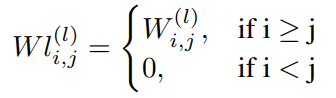 Wl_{i,j}^{(l)} = { W_{i,j}^{(l)}, if i ≥ j
0, if i < j